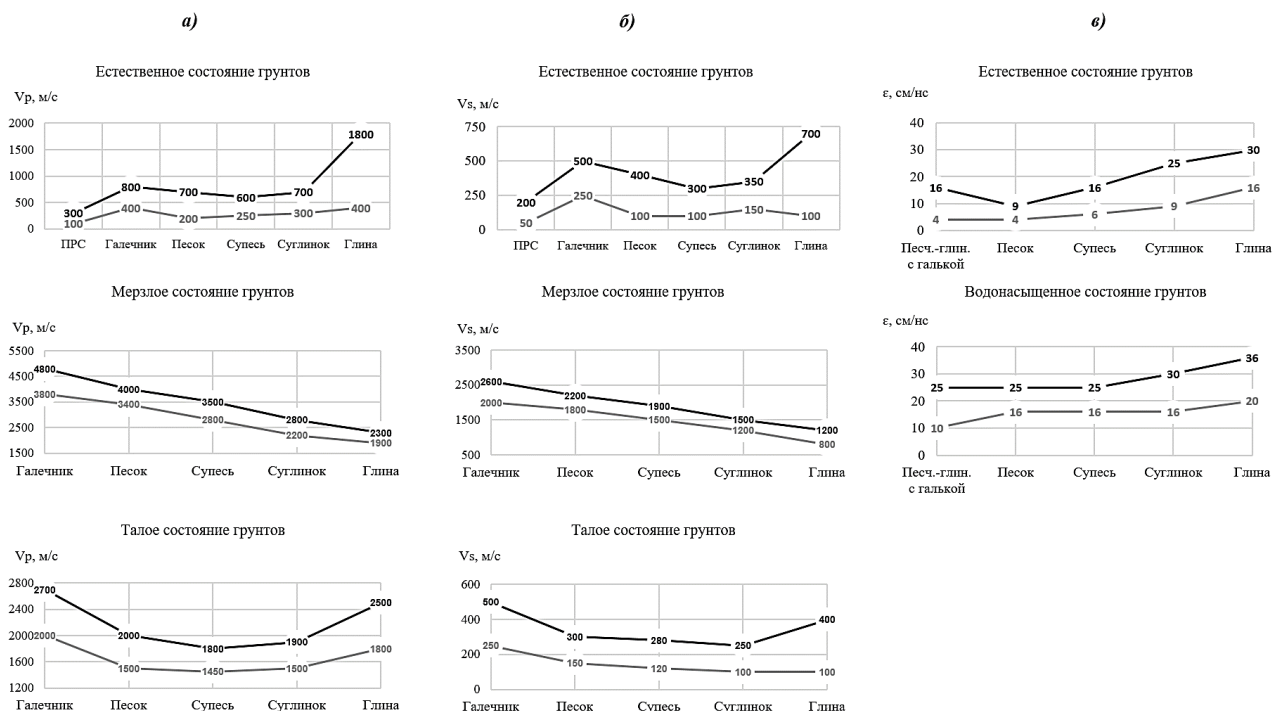 а)
Естественное состояние грунтов
Vp, м/с
2000
1500
1000
500
0
300 800 700 600 700 1800
100 400 200 250 300 400
ПРС Галечник Песок Супесь Суглинок Глина
Мерзлое состояние грунтов
Vp, м/с
5500
4500
3500
2500
1500
4800 4000 3500 2800 2300
3800 3400 2800 2200 1900
Галечник Песок Супесь Суглинок Глина
Талое состояние грунтов
Vp, м/с
2800
2400
2000
1600
1200
2700 2000 1800 1900 2500
2000 1500 1450 1500 1800
Галечник Песок Супесь Суглинок Глина
б)
Естественное состояние грунтов
Vs, м/с
750
500
250
0
200 500 400 300 350 700
50 250 100 100 150 100
ПРС Галечник Песок Супесь Суглинок Глина
Мерзлое состояние грунтов
Vs, м/с
3500
2500
1500
500
2600 2200 1900 1500 1200
2000 1800 1500 1200 800
Галечник Песок Супесь Суглинок Глина
Талое состояние грунтов
Vs, м/с
600
400
200
0
500 300 280 250 400
250 150 120 100 100
Галечник Песок Супесь Суглинок Глина
в)
Естественное состояние грунтов
ε, см/нс
40
30
20
10
0
16 9 16 25 30
4 4 6 9 16
Песч.-глин. Песок Супесь Суглинок Глина
с галькой
Водонасыщенное состояние грунтов
ε, см/нс
40
30
20
10
0
25 25 25 30 36
10 16 16 16 20
Песч.-глин. Песок Супесь Суглинок Глина
с галькой